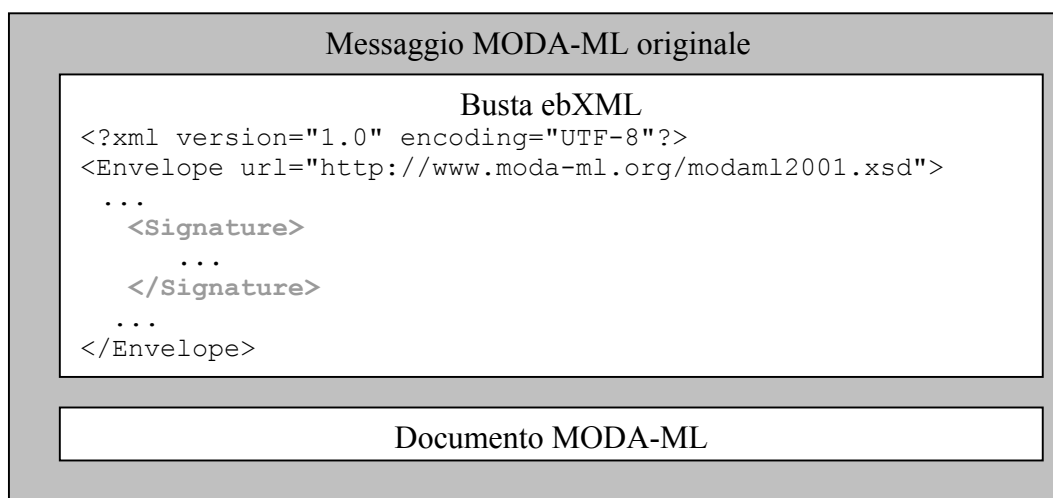 Messaggio MODA-ML originale
Busta ebXML
<?xml version="1.0" encoding="UTF-8"?>
<Envelope url="http://www.moda-ml.org/modaml2001.xsd">
...
<Signature>
...
</Signature>
...
</Envelope>
Documento MODA-ML